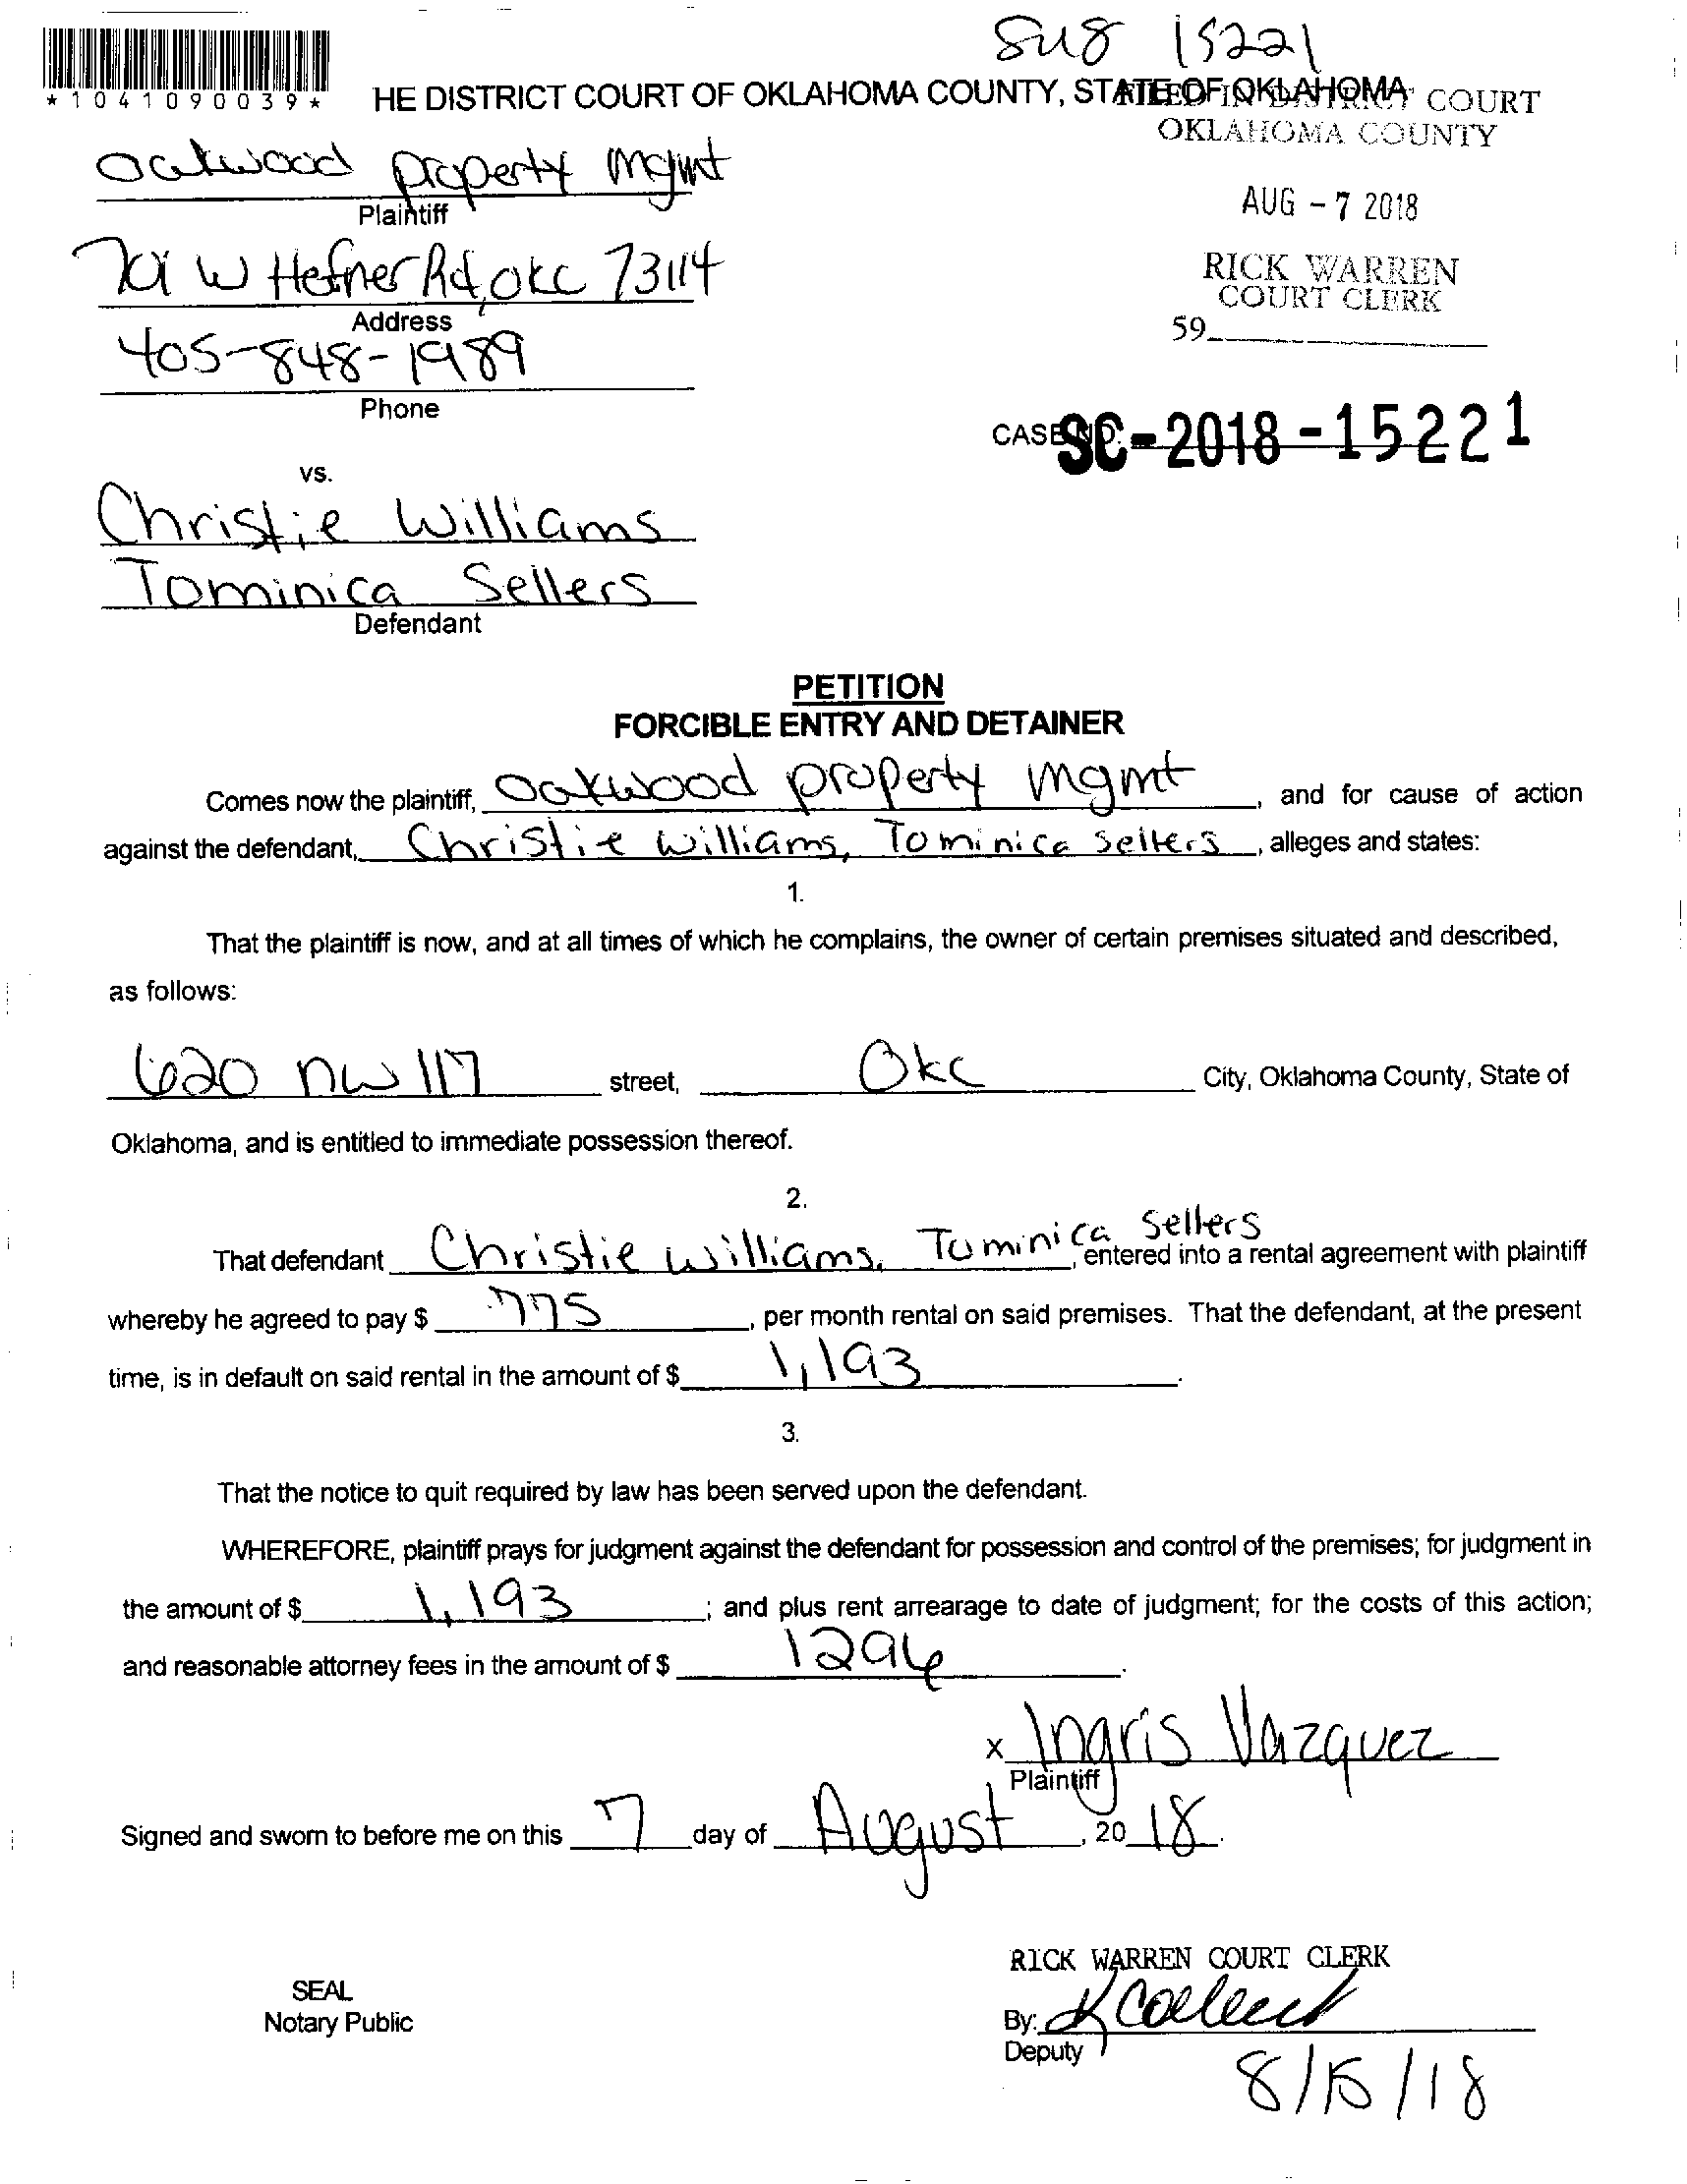 15221
*1041090039*
HE DISTRICT COURT OF OKLAHOMA COUNTY, STATE OF OKLAHOMA
FILED IN DISTRICT COURT
OKLAHOMA COUNTY
Oakwood property mgmt
Plaintiff
AUG - 7 2018
701 W Hefner Rd, OKC 73114
Address
RICK WARREN
COURT CLERK
59
405-848-1989
Phone
CASE NO. SC-2018-15221
vs.
Christie Williams
Tominica Sellers
Defendant
PETITION
FORCIBLE ENTRY AND DETAINER
Comes now the plaintiff, Oakwood property mgmt, and for cause of action
against the defendant, Christie Williams, Tominica Sellers, alleges and states:
1.
That the plaintiff is now, and at all times of which he complains, the owner of certain premises situated and described,
as follows:
620 nw 117 street, Okc City, Oklahoma County, State of
Oklahoma, and is entitled to immediate possession thereof.
2.
That defendant Christie Williams, Tominica Sellers, entered into a rental agreement with plaintiff
whereby he agreed to pay $ 775, per month rental on said premises. That the defendant, at the present
time, is in default on said rental in the amount of $ 1,193.
3.
That the notice to quit required by law has been served upon the defendant.
WHEREFORE, plaintiff prays for judgment against the defendant for possession and control of the premises; for judgment in
the amount of $ 1,193; and plus rent arrearage to date of judgment; for the costs of this action;
and reasonable attorney fees in the amount of $ 1296.
x Ingris Vazquez
Plaintiff
Signed and sworn to before me on this 7 day of August, 20 18.
RICK WARREN COURT CLERK
SEAL
Notary Public
By:
Deputy
8/15/18